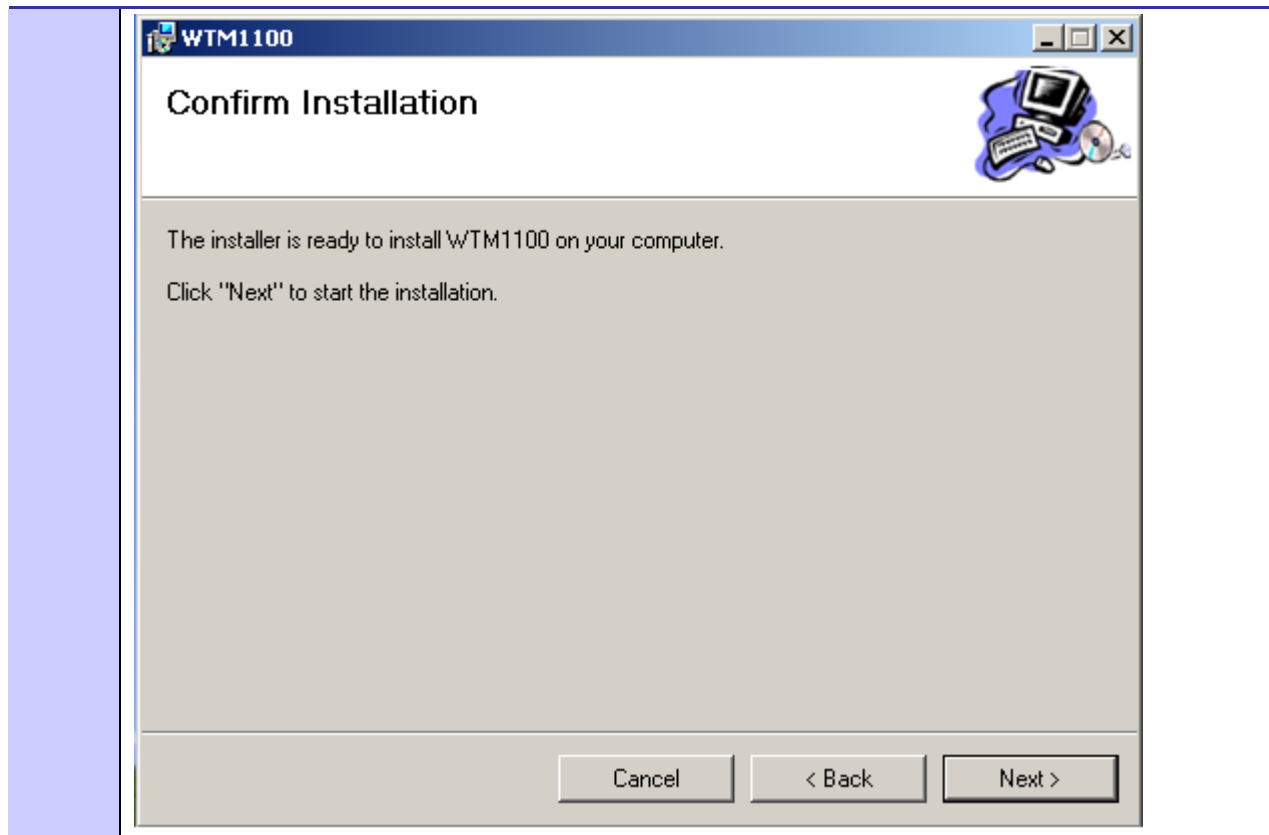 WTM1100
Confirm Installation
The installer is ready to install WTM1100 on your computer.
Click "Next" to start the installation.
Cancel
< Back
Next >